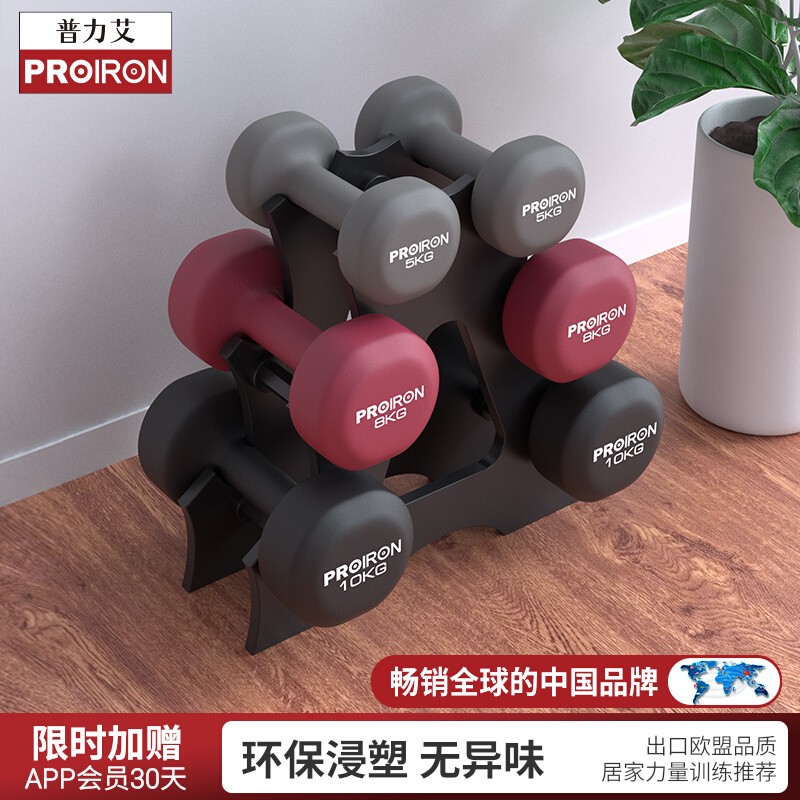 普力艾
PROIRON
PROIRON
5KG
PROIRON
5KG
PROIRON
8KG
PROIRON
8KG
PROIRON
10KG
PROIRON
10KG
畅销全球的中国品牌
限时加赠
APP会员30天
环保浸塑 无异味
出口欧盟品质
居家力量训练推荐